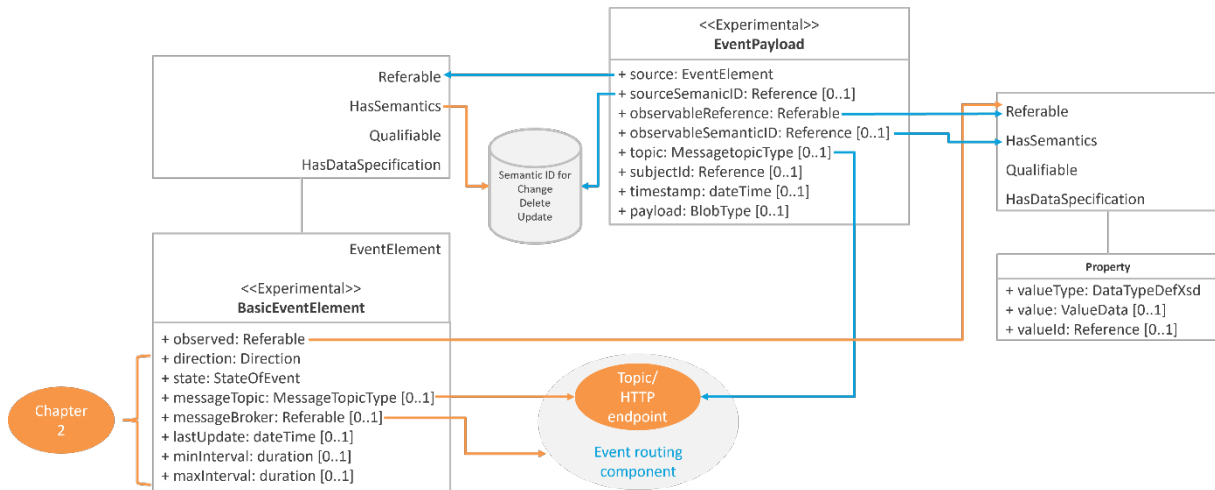 <<Experimental>>
EventPayload
+ source: EventElement
+ sourceSemanicID: Reference [0..1]
+ observableReference: Referable
+ observableSemanticID: Reference [0..1]
+ topic: MessagetopicType [0..1]
+ subjectId: Reference [0..1]
+ timestamp: dateTime [0..1]
+ payload: BlobType [0..1]
Referable
HasSemantics
Qualifiable
HasDataSpecification
Semantic ID for
Change
Delete
Update
Referable
HasSemantics
Qualifiable
HasDataSpecification
Property
+ valueType: DataTypeDefXsd
+ value: ValueData [0..1]
+ valueId: Reference [0..1]
EventElement
<<Experimental>>
BasicEventElement
+ observed: Referable
+ direction: Direction
+ state: StateOfEvent
+ messageTopic: MessageTopicType [0..1]
+ messageBroker: Referable [0..1]
+ lastUpdate: dateTime [0..1]
+ minInterval: duration [0..1]
+ maxInterval: duration [0..1]
Chapter
2
Topic/
HTTP
endpoint
Event routing
component